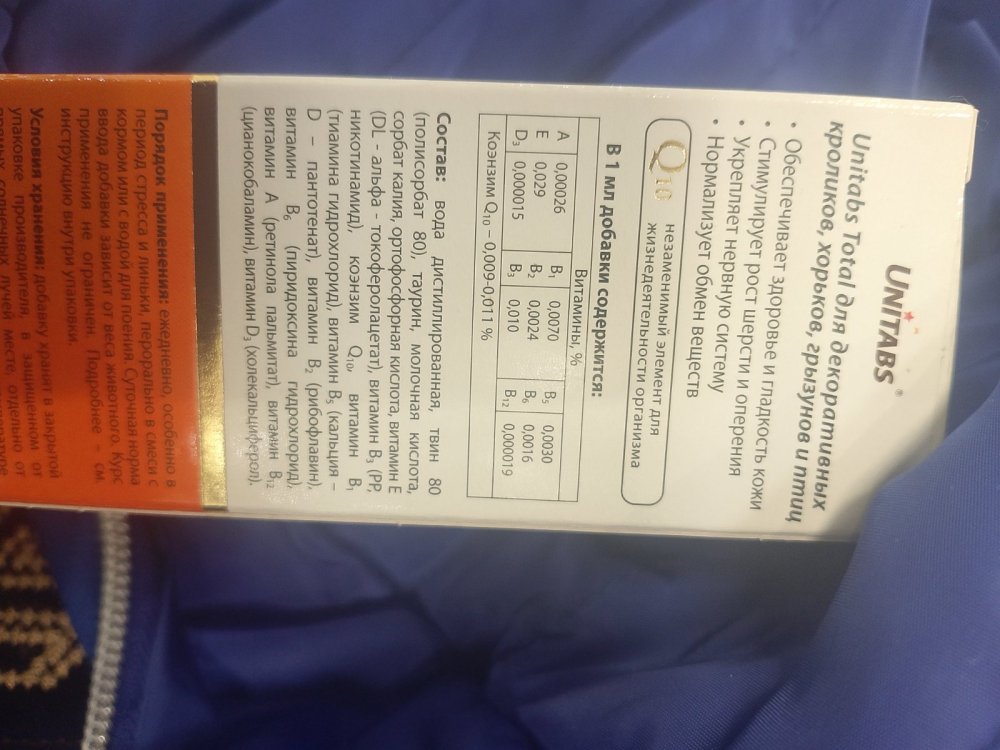 UNITABS®
Unitabs Total для декоративных
кроликов, хорьков, грызунов и птиц
• Обеспечивает здоровье и гладкость кожи
• Стимулирует рост шерсти и оперения
• Укрепляет нервную систему
• Нормализует обмен веществ
Q10 незаменимый элемент для
жизнедеятельности организма
В 1 мл добавки содержится:
Витамины, %
A 0,00026 B₁ 0,0070 B₅ 0,0030
E 0,029 B₂ 0,0024 B₆ 0,0016
D₃ 0,000015 B₃ 0,010 B₁₂ 0,000019
Коэнзим Q₁₀ – 0,009-0,011 %
Состав: вода дистиллированная, твин 80
(полисорбат 80), таурин, молочная кислота,
сорбат калия, ортофосфорная кислота, витамин Е
(DL - альфа - токоферолацетат), витамин B₃ (PP,
никотинамид), коэнзим Q₁₀, витамин B₁
(тиамина гидрохлорид), витамин B₅ (кальция –
D – пантотенат), витамин B₂ (рибофлавин),
витамин B₆ (пиридоксина гидрохлорид),
витамин А (ретинола пальмитат), витамин B₁₂
(цианокобаламин), витамин D₃ (холекальциферол).
Порядок применения: ежедневно, особенно в
период стресса и линьки, перорально в смеси с
кормом или с водой для поения. Суточная норма
ввода добавки зависит от веса животного. Курс
применения не ограничен. Подробнее см.
инструкцию внутри упаковки.
Условия хранения: добавку хранят в закрытой
упаковке производителя, в защищенном от
прямых солнечных лучей месте, отдельно от